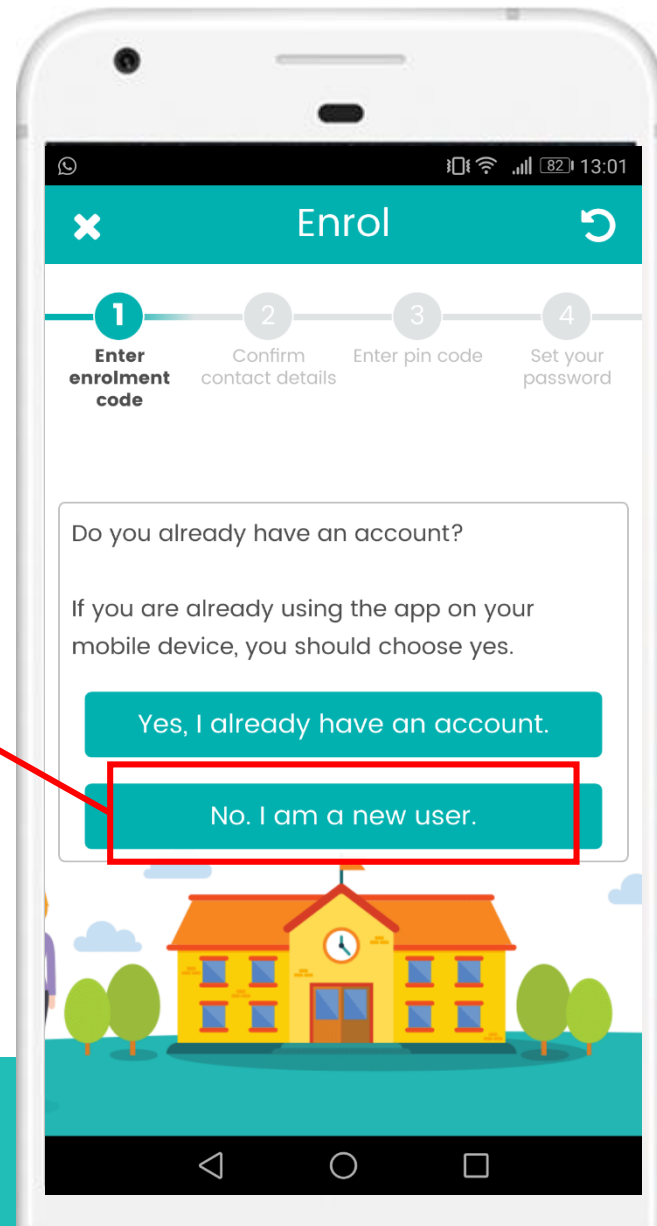 82 13:01
Enrol
1 2 3 4
Enter Confirm Enter pin code Set your
enrolment contact details password
code
Do you already have an account?
If you are already using the app on your
mobile device, you should choose yes.
Yes, I already have an account.
No. I am a new user.